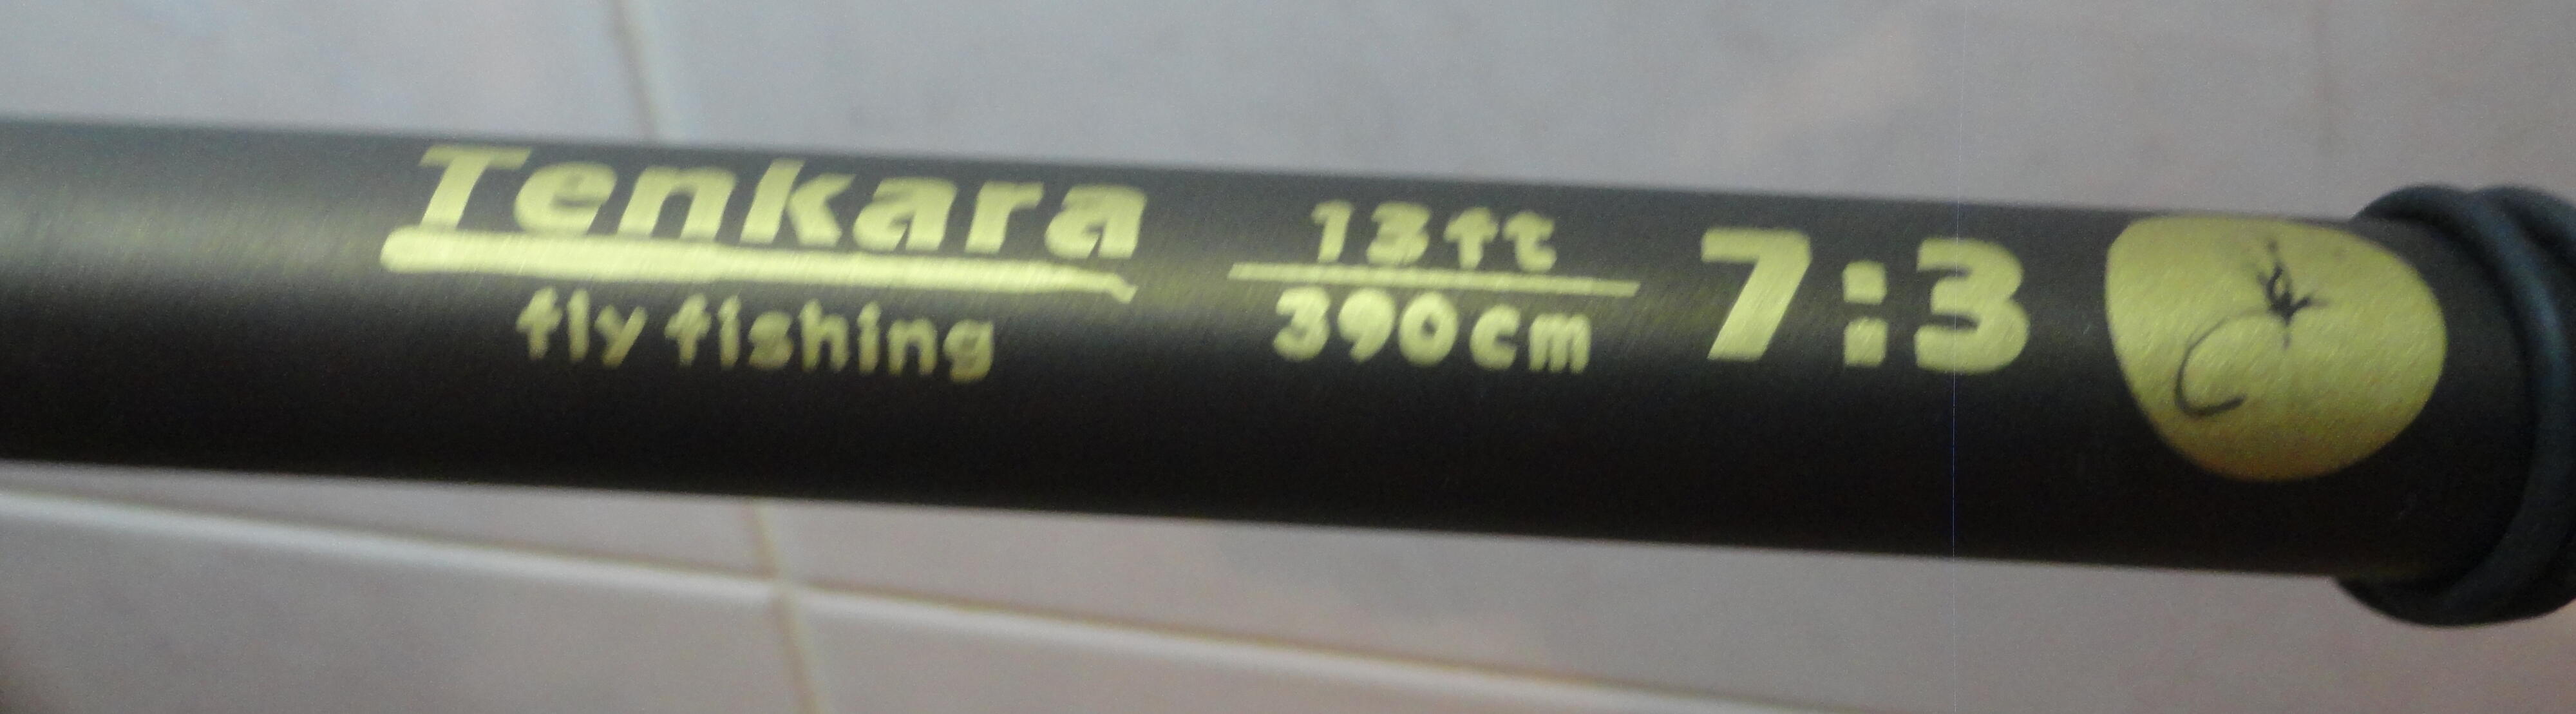 Tenkara
fly fishing
13ft
390cm
7:3